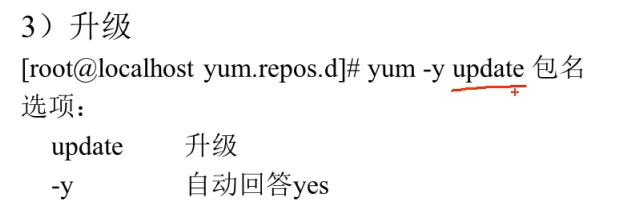 3）升级
[root@localhost yum.repos.d]# yum -y update 包名
选项：
update 升级
-y 自动回答yes